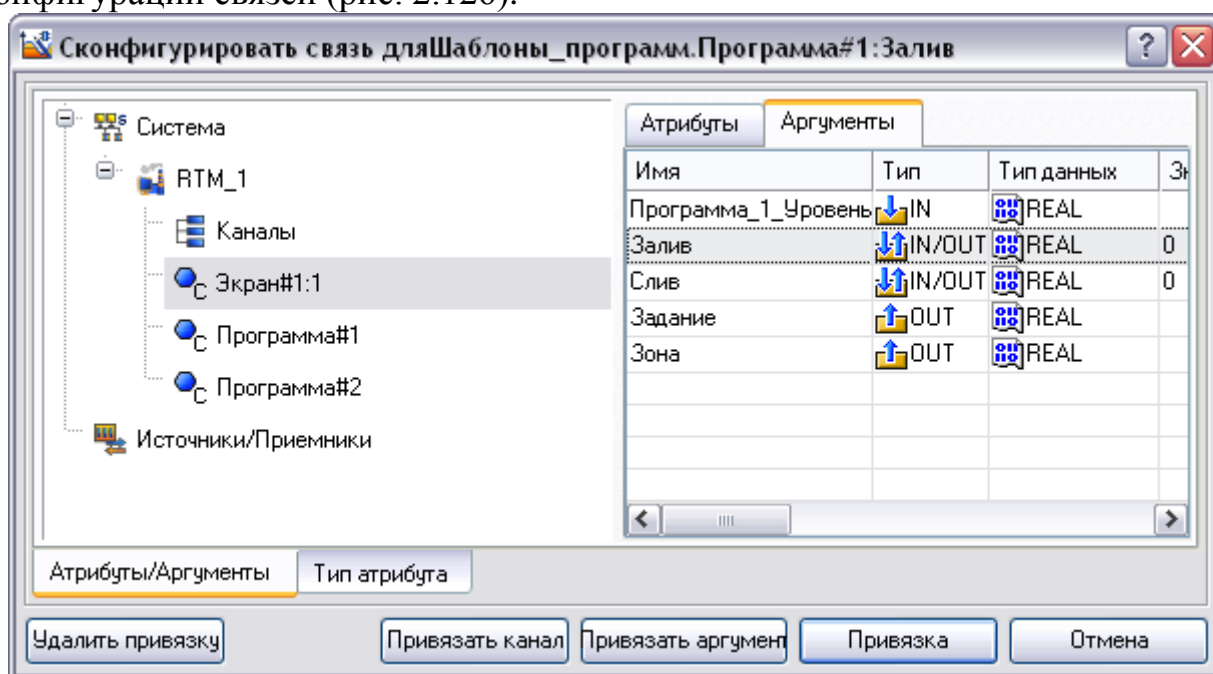 онфигурации связей (рис. 2.126).
Сконфигурировать связь дляШаблоны_программ.Программа#1:Залив
Система
RTM_1
Каналы
Экран#1:1
Программа#1
Программа#2
Источники/Приемники
Атрибуты Аргументы
Имя Тип Тип данных Зн
Программа_1_Уровень IN REAL
Залив IN/OUT REAL 0
Слив IN/OUT REAL 0
Задание OUT REAL
Зона OUT REAL
Атрибуты/Аргументы Тип атрибута
Удалить привязку Привязать канал Привязать аргумент Привязка Отмена